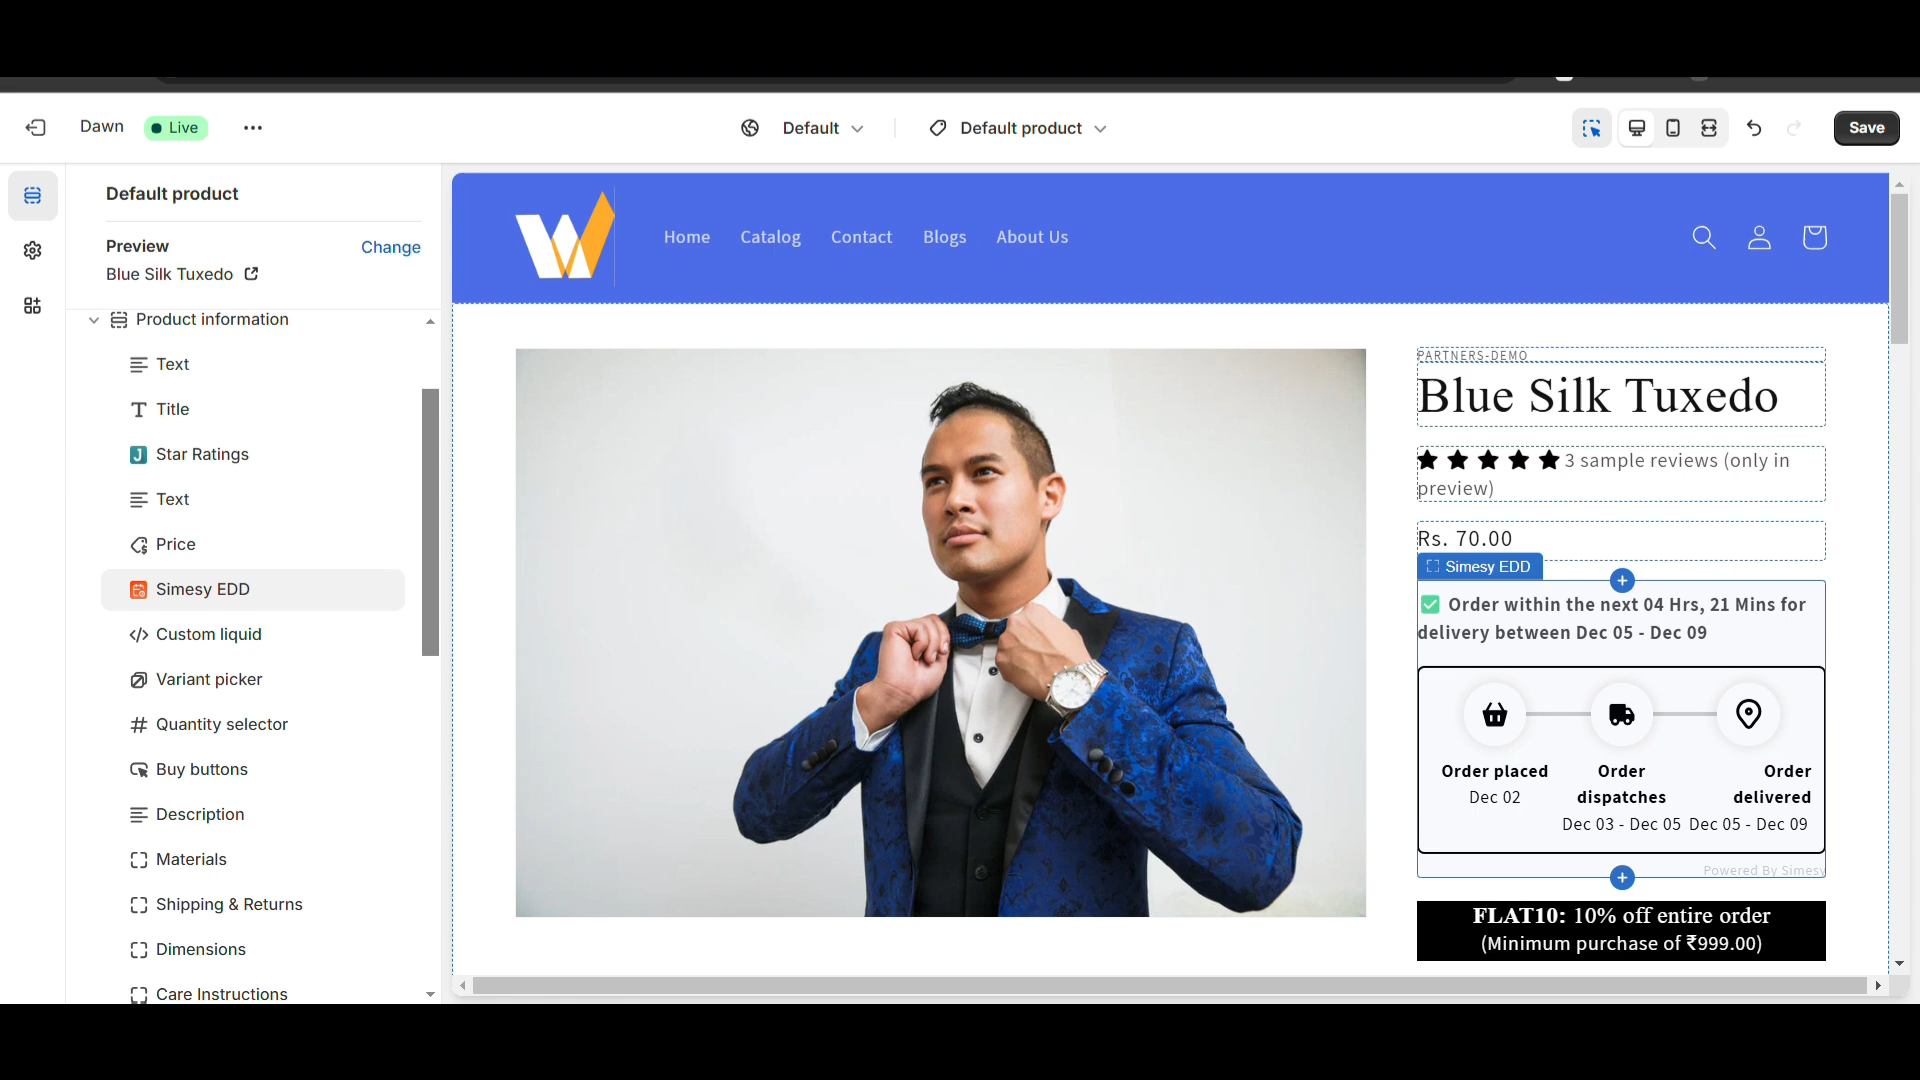 Dawn
Live
Default
Default product
Save
Default product
Preview
Change
Blue Silk Tuxedo
Product information
Text
Title
Star Ratings
Text
Price
Simesy EDD
Custom liquid
Variant picker
Quantity selector
Buy buttons
Description
Materials
Shipping & Returns
Dimensions
Care Instructions
W
Home
Catalog
Contact
Blogs
About Us
PARTNERS-DEMO
Blue Silk Tuxedo
3 sample reviews (only in
preview)
Rs. 70.00
Simesy EDD
Order within the next 04 Hrs, 21 Mins for
delivery between Dec 05 - Dec 09
Order placed
Dec 02
Order
dispatches
Dec 03 - Dec 05
Order
delivered
Dec 05 - Dec 09
Powered By Simesy
FLAT10: 10% off entire order
(Minimum purchase of ₹999.00)